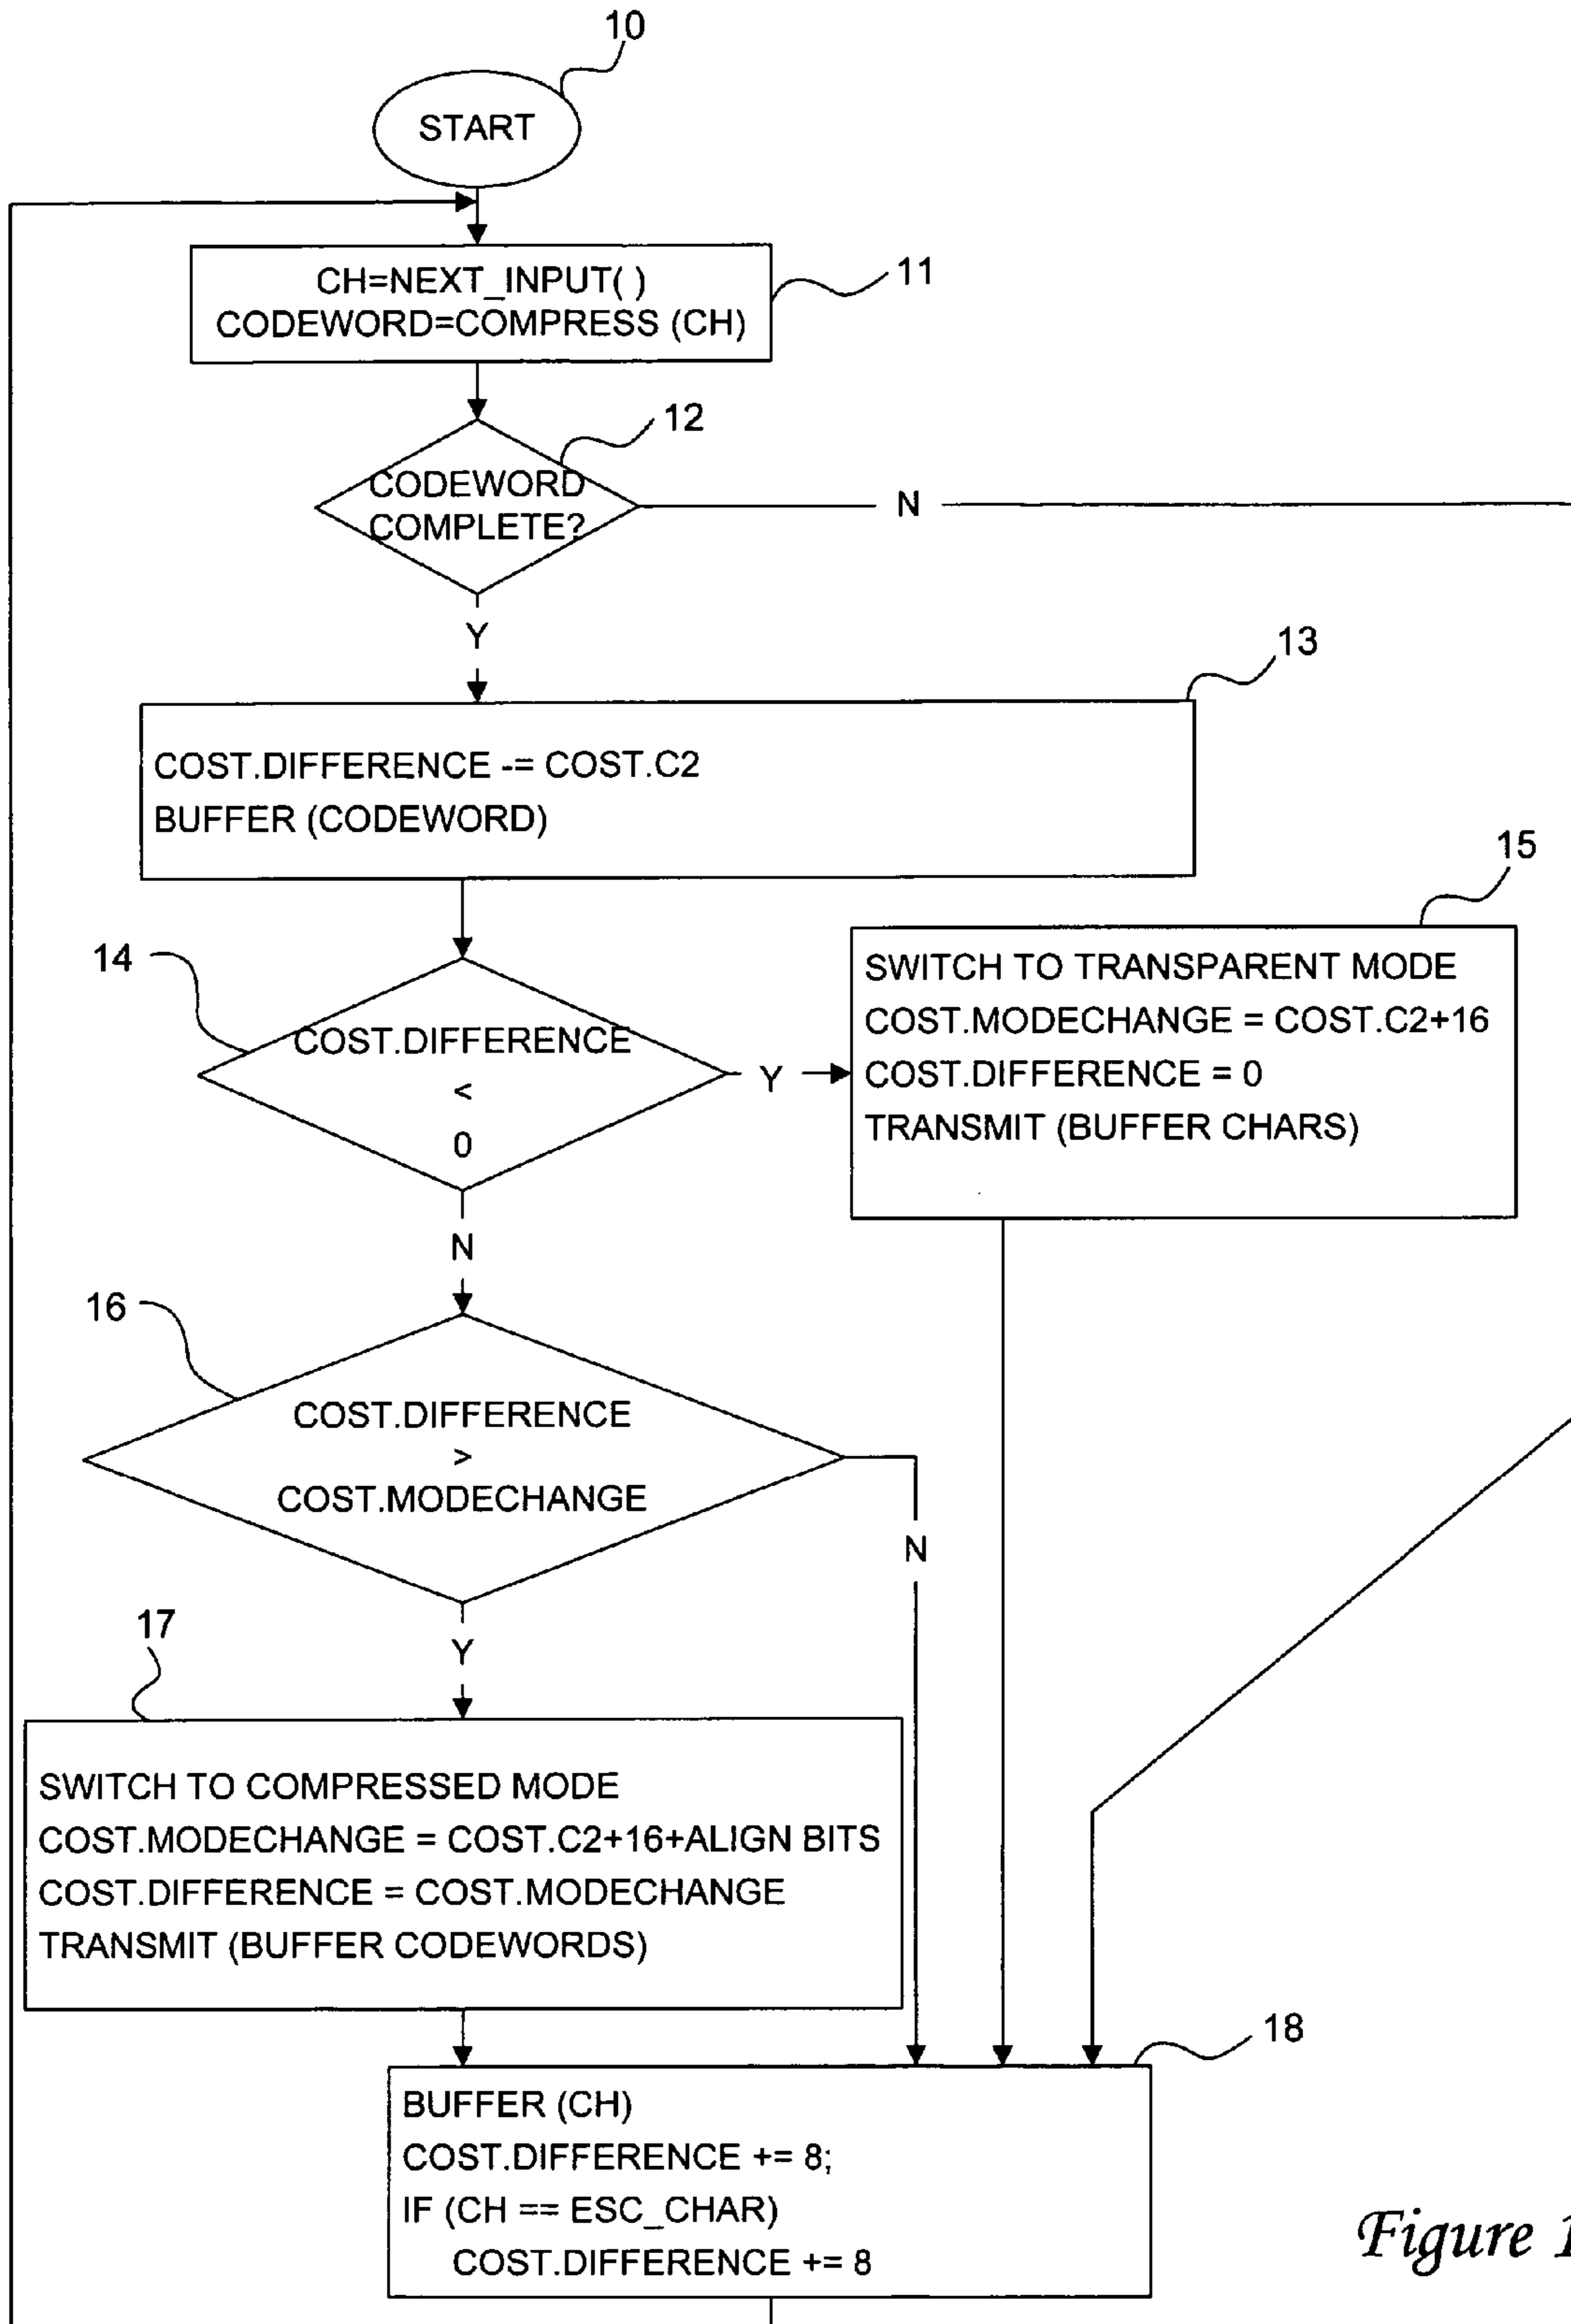 10
START
CH=NEXT_INPUT( )
CODEWORD=COMPRESS (CH)
11
12
CODEWORD
COMPLETE?
N
Y
13
COST.DIFFERENCE -= COST.C2
BUFFER (CODEWORD)
14
COST.DIFFERENCE
<
0
Y
15
SWITCH TO TRANSPARENT MODE
COST.MODECHANGE = COST.C2+16
COST.DIFFERENCE = 0
TRANSMIT (BUFFER CHARS)
N
16
COST.DIFFERENCE
>
COST.MODECHANGE
N
Y
17
SWITCH TO COMPRESSED MODE
COST.MODECHANGE = COST.C2+16+ALIGN BITS
COST.DIFFERENCE = COST.MODECHANGE
TRANSMIT (BUFFER CODEWORDS)
18
BUFFER (CH)
COST.DIFFERENCE += 8;
IF (CH == ESC_CHAR)
COST.DIFFERENCE += 8
Figure 1